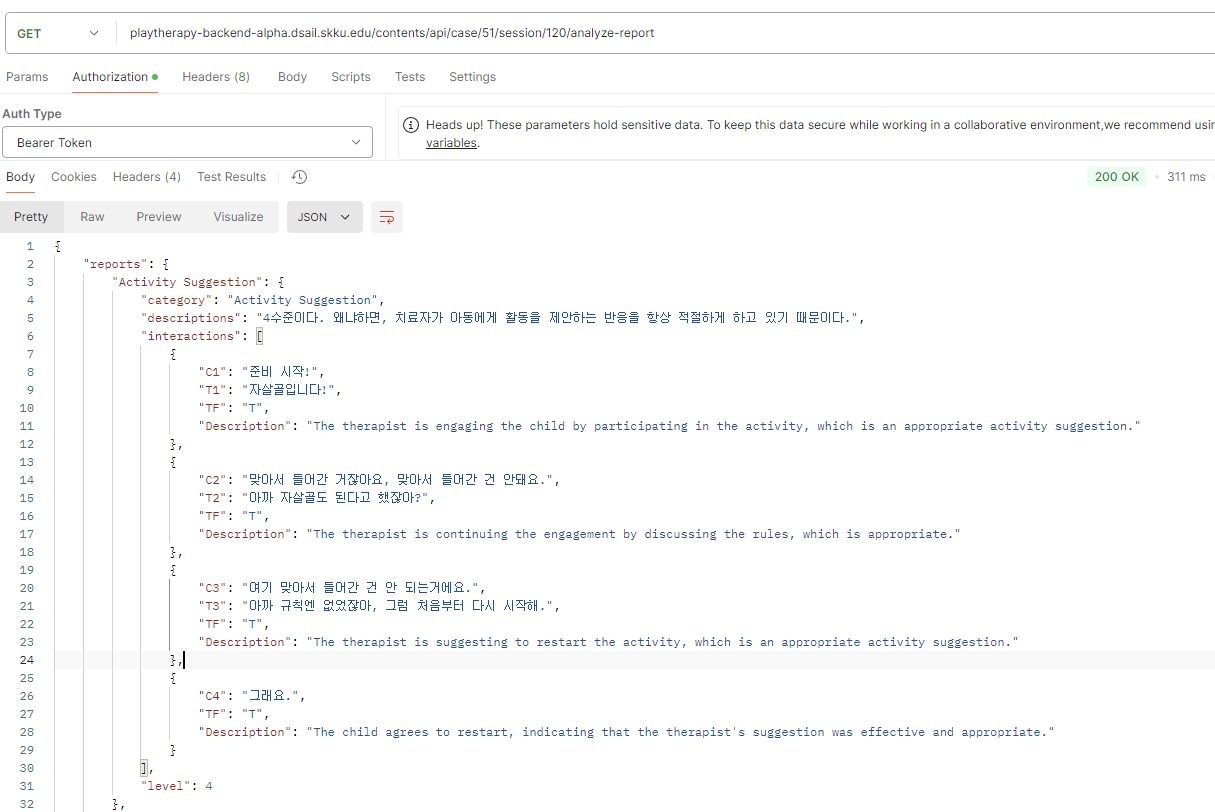 GET playtherapy-backend-alpha.dsail.skku.edu/contents/api/case/51/session/120/analyze-report
Params Authorization Headers (8) Body Scripts Tests Settings
Auth Type
Bearer Token
Heads up! These parameters hold sensitive data. To keep this data secure while working in a collaborative environment,we recommend
variables.
Body Cookies Headers (4) Test Results 200 OK 311 ms
Pretty Raw Preview Visualize JSON
1 {
2 "reports": {
3 "Activity Suggestion": {
4 "category": "Activity Suggestion",
5 "descriptions": "4수준이다. 왜냐하면, 치료자가 아동에게 활동을 제안하는 반응을 항상 적절하게 하고 있기 때문이다.",
6 "interactions": [
7 {
8 "C1": "준비 시작!",
9 "T1": "자살골입니다!",
10 "TF": "T",
11 "Description": "The therapist is engaging the child by participating in the activity, which is an appropriate activity suggestion."
12 },
13 {
14 "C2": "맞아서 들어간 거잖아요, 맞아서 들어간 건 안돼요.",
15 "T2": "아까 자살골도 된다고 했잖아?",
16 "TF": "T",
17 "Description": "The therapist is continuing the engagement by discussing the rules, which is appropriate."
18 },
19 {
20 "C3": "여기 맞아서 들어간 건 안 되는거에요.",
21 "T3": "아까 규칙엔 없었잖아, 그럼 처음부터 다시 시작해.",
22 "TF": "T",
23 "Description": "The therapist is suggesting to restart the activity, which is an appropriate activity suggestion."
24 },
25 {
26 "C4": "그래요.",
27 "TF": "T",
28 "Description": "The child agrees to restart, indicating that the therapist's suggestion was effective and appropriate."
29 }
30 ],
31 "level": 4
32 },